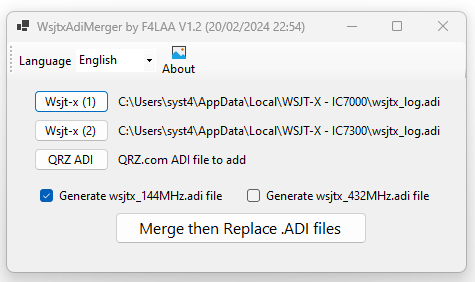 WsjtxAdiMerger by F4LAA V1.2 (20/02/2024 22:54)
Language English About
Wsjt-x (1) C:\Users\syst4\AppData\Local\WSJT-X - IC7000\wsjtx_log.adi
Wsjt-x (2) C:\Users\syst4\AppData\Local\WSJT-X - IC7300\wsjtx_log.adi
QRZ ADI QRZ.com ADI file to add
Generate wsjtx_144MHz.adi file Generate wsjtx_432MHz.adi file
Merge then Replace .ADI files